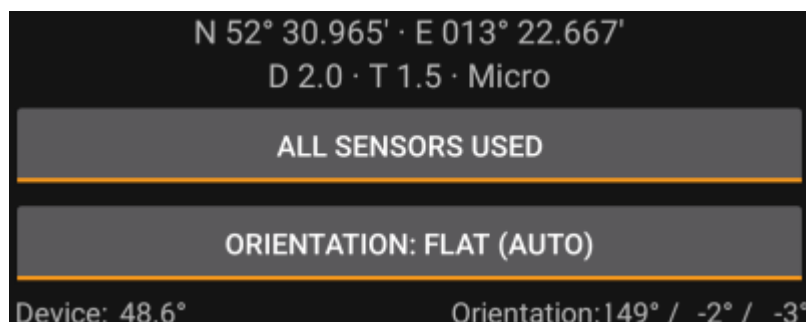 N 52° 30.965' · E 013° 22.667'
D 2.0 · T 1.5 · Micro
ALL SENSORS USED
ORIENTATION: FLAT (AUTO)
Device: 48.6° Orientation:149° / -2° / -3°